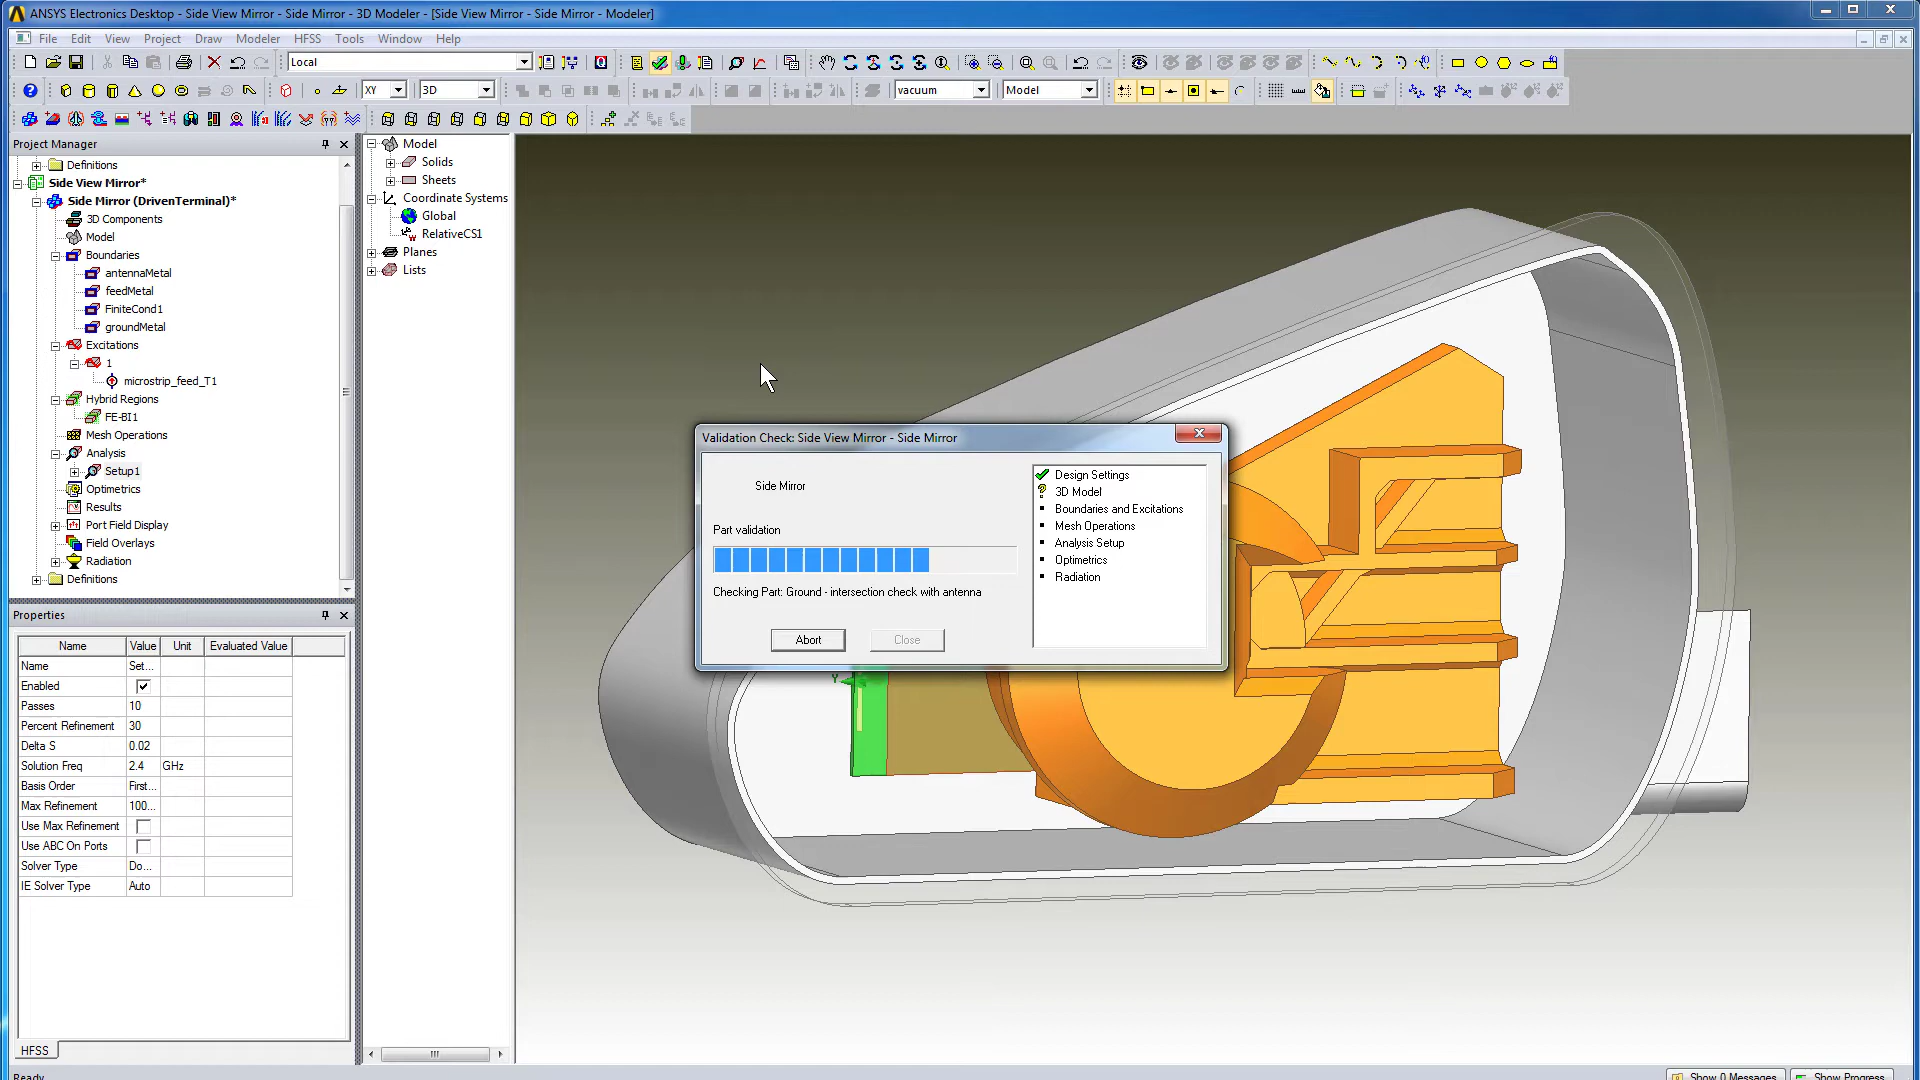 ANSYS Electronics Desktop - Side View Mirror - Side Mirror - 3D Modeler - [Side View Mirror - Side Mirror - Modeler]
File Edit View Project Draw Modeler HFSS Tools Window Help
Local
XY 3D vacuum Model
Project Manager
Definitions
Side View Mirror*
Side Mirror (DrivenTerminal)*
3D Components
Model
Boundaries
antennaMetal
feedMetal
FiniteCond1
groundMetal
Excitations
1
microstrip_feed_T1
Hybrid Regions
FE-BI1
Mesh Operations
Analysis
Setup1
Optimetrics
Results
Port Field Display
Field Overlays
Radiation
Definitions
Model
Solids
Sheets
Coordinate Systems
Global
RelativeCS1
Planes
Lists
Properties
Name Value Unit Evaluated Value
Name Set...
Enabled
Passes 10
Percent Refinement 30
Delta S 0.02
Solution Freq 2.4 GHz
Basis Order First...
Max Refinement 100...
Use Max Refinement
Use ABC On Ports
Solver Type Do...
IE Solver Type Auto
HFSS
Validation Check: Side View Mirror - Side Mirror
Side Mirror
Part validation
Checking Part: Ground - intersection check with antenna
Abort Close
Design Settings
3D Model
Boundaries and Excitations
Mesh Operations
Analysis Setup
Optimetrics
Radiation
Y
Ready
Show 0 Messages Show Progress